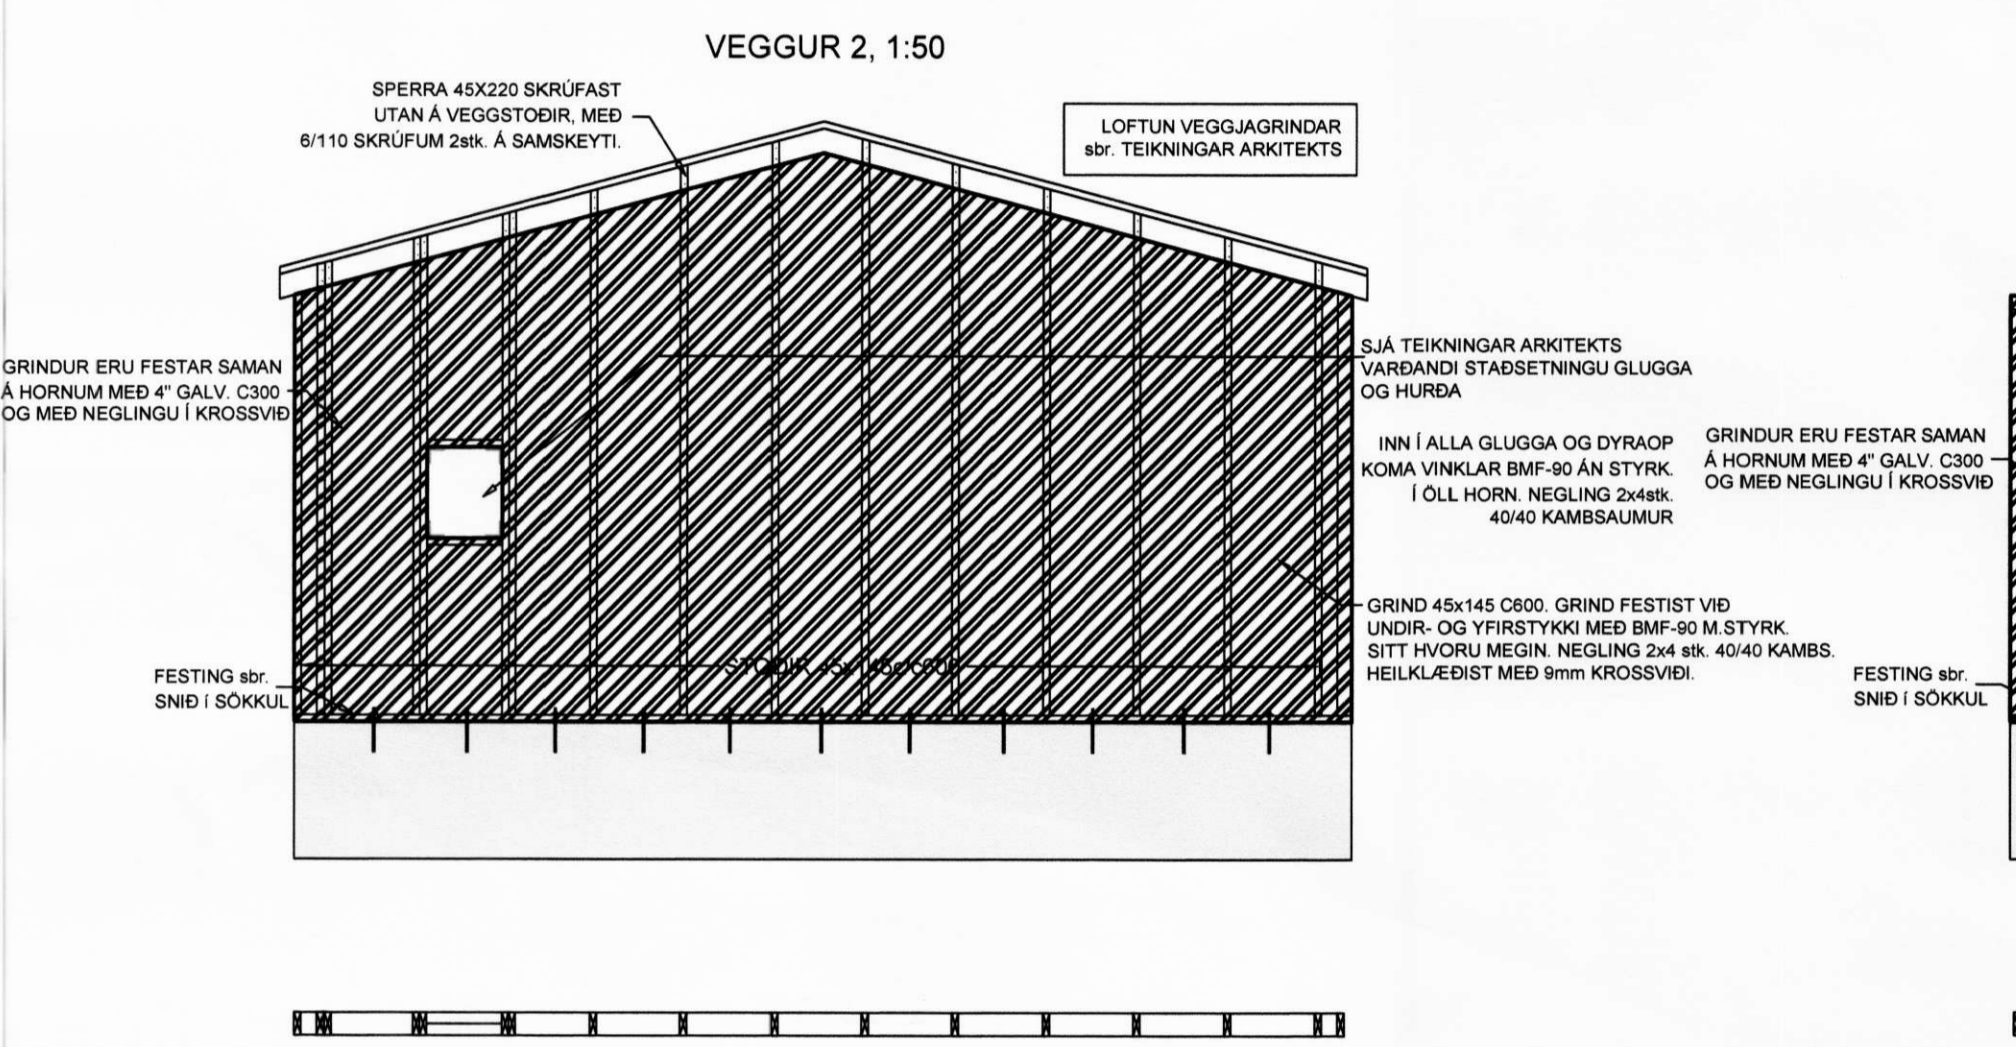 VEGGUR 2, 1:50
SPERRA 45X220 SKRÚFAST
UTAN Á VEGGSTOÐIR, MEÐ
6/110 SKRÚFUM 2stk. Á SAMSKEYTI.
LOFTUN VEGGJAGRINDAR
sbr. TEIKNINGAR ARKITEKTS
GRINDUR ERU FESTAR SAMAN
Á HORNUM MEÐ 4" GALV. C300
OG MEÐ NEGLINGU Í KROSSVIÐ
SJÁ TEIKNINGAR ARKITEKTS
VARÐANDI STAÐSETNINGU GLUGGA
OG HURÐA
INN Í ALLA GLUGGA OG DYRAOP
KOMA VINKLAR BMF-90 ÁN STYRK.
Í ÖLL HORN. NEGLING 2x4stk.
40/40 KAMBSAUMUR
GRINDUR ERU FESTAR SAMAN
Á HORNUM MEÐ 4" GALV. C300
OG MEÐ NEGLINGU Í KROSSVIÐ
GRIND 45x145 C600. GRIND FESTIST VIÐ
UNDIR- OG YFIRSTYKKI MEÐ BMF-90 M.STYRK.
SITT HVORU MEGIN. NEGLING 2x4 stk. 40/40 KAMBS.
HEILKLÆÐIST MEÐ 9mm KROSSVIÐI.
STOÐIR 45x145c/c600
FESTING sbr.
SNIÐ Í SÖKKUL
FESTING sbr.
SNIÐ Í SÖKKUL